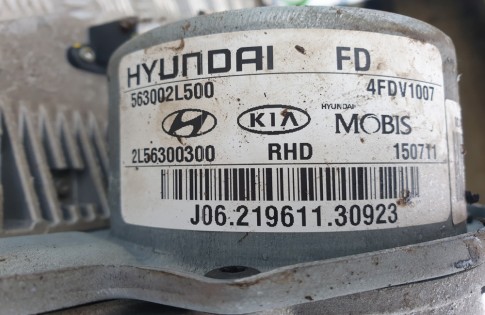 HYUNDAI FD
563002L500 4FDV1007
KIA HYUNDAI MOBIS
2L56300300 RHD 150711
J06.219611.30923